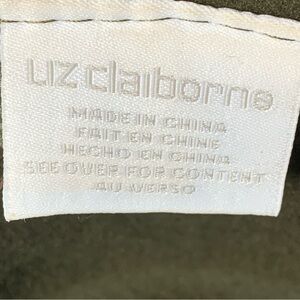 liz claiborne
MADE IN CHINA
FAIT EN CHINE
HECHO EN CHINA
SEE OVER FOR CONTENT
AU VERSO